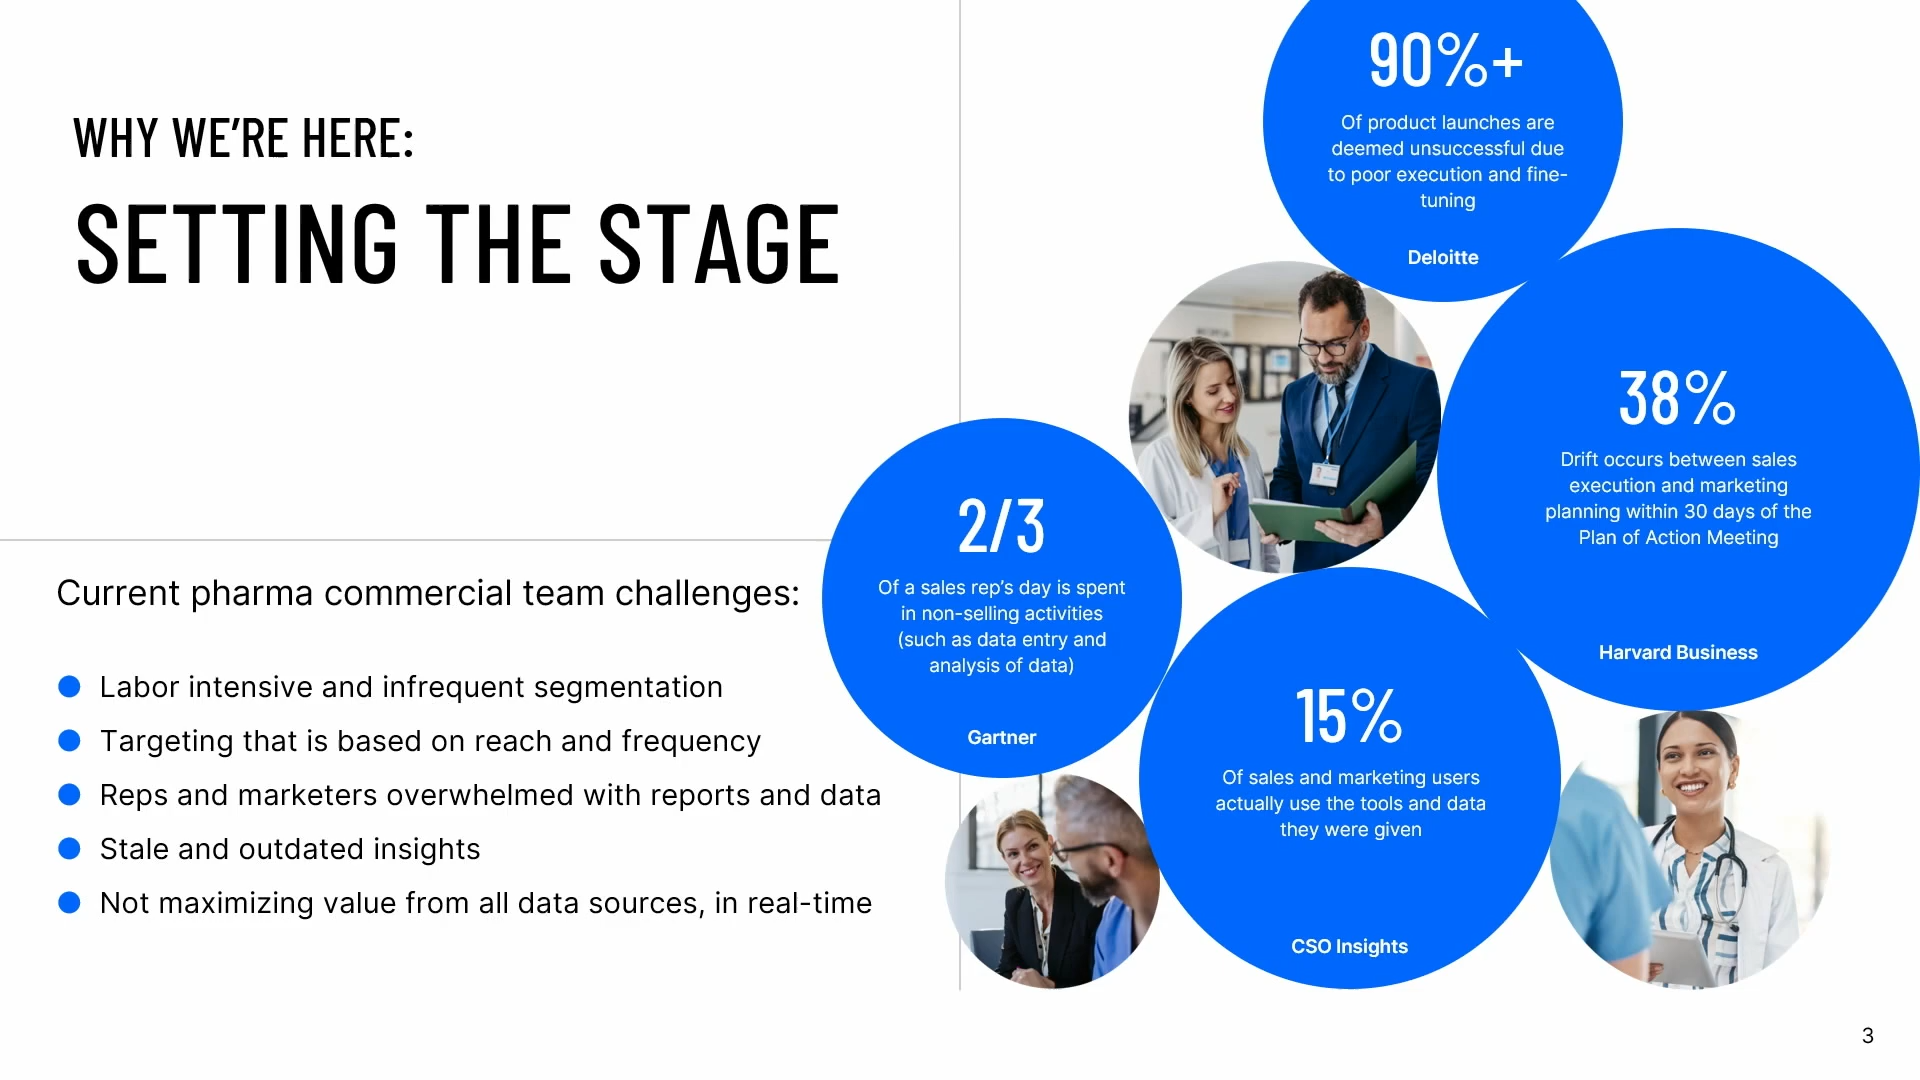 WHY WE’RE HERE:
SETTING THE STAGE
Current pharma commercial team challenges:
Labor intensive and infrequent segmentation
Targeting that is based on reach and frequency
Reps and marketers overwhelmed with reports and data
Stale and outdated insights
Not maximizing value from all data sources, in real-time
90%+
Of product launches are
deemed unsuccessful due
to poor execution and fine-
tuning
Deloitte
38%
Drift occurs between sales
execution and marketing
planning within 30 days of the
Plan of Action Meeting
Harvard Business
2/3
Of a sales rep’s day is spent
in non-selling activities
(such as data entry and
analysis of data)
Gartner
15%
Of sales and marketing users
actually use the tools and data
they were given
CSO Insights
3